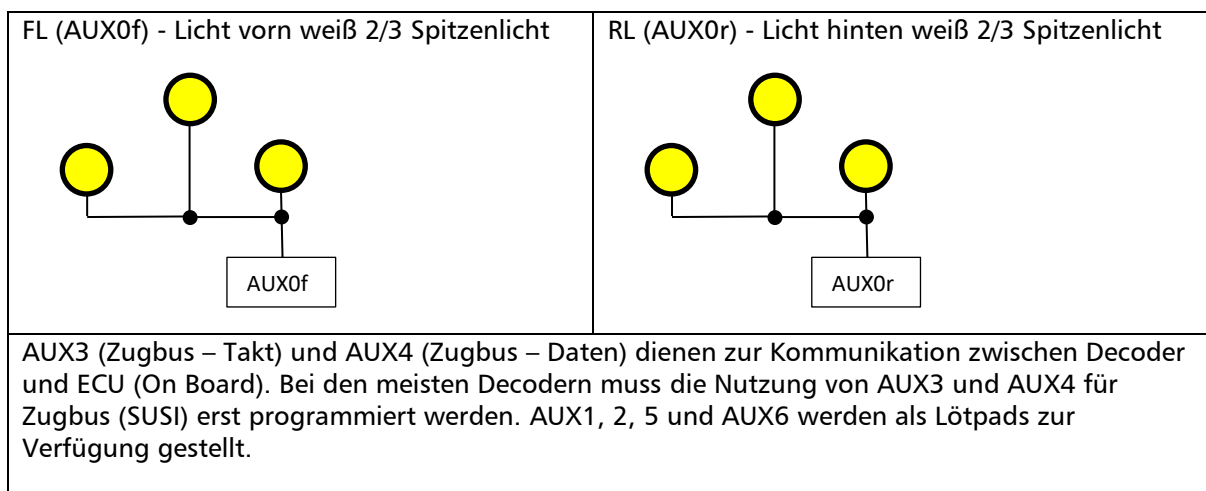 FL (AUX0f) - Licht vorn weiß 2/3 Spitzenlicht
AUX0f
RL (AUX0r) - Licht hinten weiß 2/3 Spitzenlicht
AUX0r
AUX3 (Zugbus – Takt) und AUX4 (Zugbus – Daten) dienen zur Kommunikation zwischen Decoder
und ECU (On Board). Bei den meisten Decodern muss die Nutzung von AUX3 und AUX4 für
Zugbus (SUSI) erst programmiert werden. AUX1, 2, 5 und AUX6 werden als Lötpads zur
Verfügung gestellt.